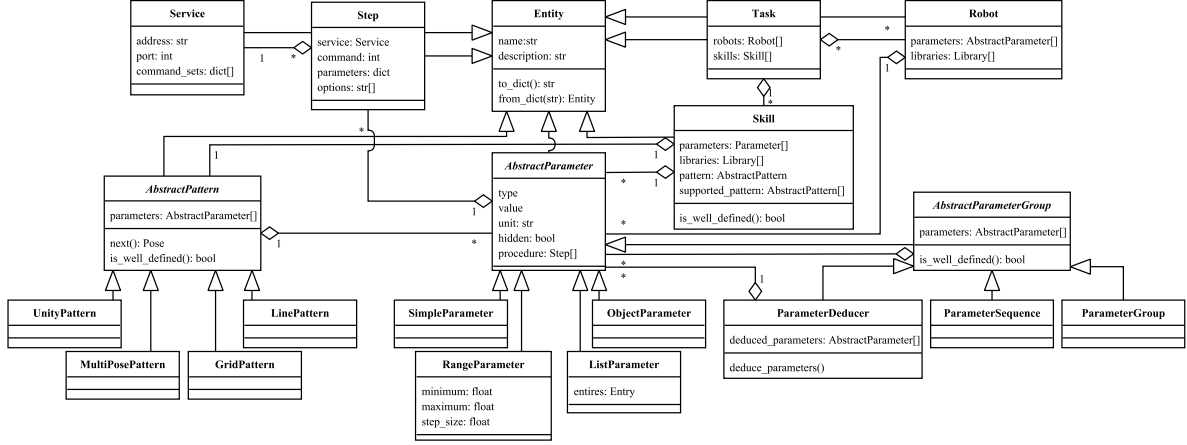 Service
address: str
port: int
command_sets: dict[]
Step
service: Service
command: int
parameters: dict
options: str[]
Entity
name:str
description: str
to_dict(): str
from_dict(str): Entity
Task
robots: Robot[]
skills: Skill[]
Robot
parameters: AbstractParameter[]
libraries: Library[]
1
*
*
*
1
1
*
Skill
parameters: Parameter[]
libraries: Library[]
pattern: AbstractPattern
supported_pattern: AbstractPattern[]
is_well_defined(): bool
*
1
1
*
1
AbstractPattern
parameters: AbstractParameter[]
next(): Pose
is_well_defined(): bool
1
*
AbstractParameter
type
value
unit: str
hidden: bool
procedure: Step[]
1
*
*
*
AbstractParameterGroup
parameters: AbstractParameter[]
is_well_defined(): bool
1
UnityPattern
LinePattern
MultiPosePattern
GridPattern
SimpleParameter
ObjectParameter
RangeParameter
minimum: float
maximum: float
step_size: float
ListParameter
entires: Entry
ParameterDeducer
deduced_parameters: AbstractParameter[]
deduce_parameters()
ParameterSequence
ParameterGroup